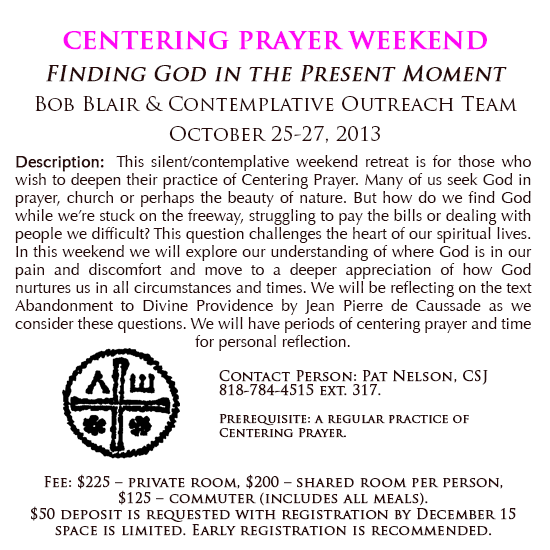 CENTERING PRAYER WEEKEND
FINDING GOD IN THE PRESENT MOMENT
BOB BLAIR & CONTEMPLATIVE OUTREACH TEAM
OCTOBER 25-27, 2013
Description: This silent/contemplative weekend retreat is for those who
wish to deepen their practice of Centering Prayer. Many of us seek God in
prayer, church or perhaps the beauty of nature. But how do we find God
while we're stuck on the freeway, struggling to pay the bills or dealing with
people we difficult? This question challenges the heart of our spiritual lives.
In this weekend we will explore our understanding of where God is in our
pain and discomfort and move to a deeper appreciation of how God
nurtures us in all circumstances and times. We will be reflecting on the text
Abandonment to Divine Providence by Jean Pierre de Caussade as we
consider these questions. We will have periods of centering prayer and time
for personal reflection.
Λ ω
CONTACT PERSON: PAT NELSON, CSJ
818-784-4515 EXT. 317.
PREREQUISITE: A REGULAR PRACTICE OF
CENTERING PRAYER.
FEE: $225 – PRIVATE ROOM, $200 – SHARED ROOM PER PERSON,
$125 – COMMUTER (INCLUDES ALL MEALS).
$50 DEPOSIT IS REQUESTED WITH REGISTRATION BY DECEMBER 15
SPACE IS LIMITED. EARLY REGISTRATION IS RECOMMENDED.